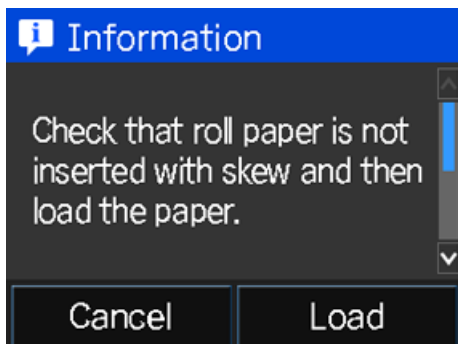 Information
Check that roll paper is not
inserted with skew and then
load the paper.
Cancel
Load